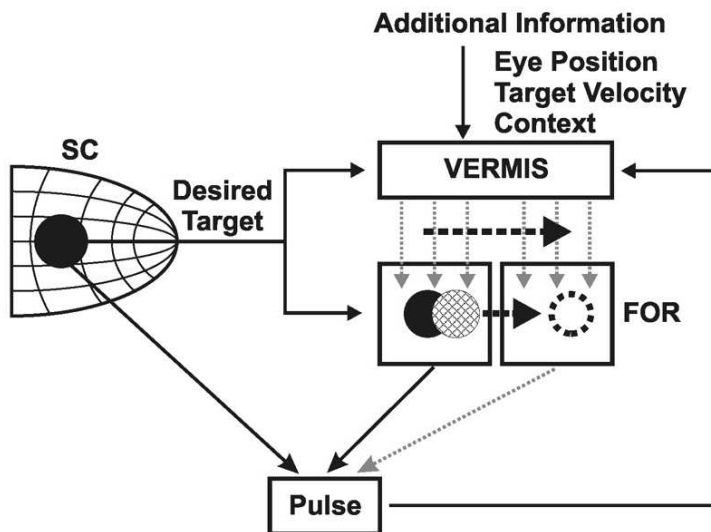 Additional Information
Eye Position
Target Velocity
Context
SC
VERMIS
Desired
Target
FOR
Pulse